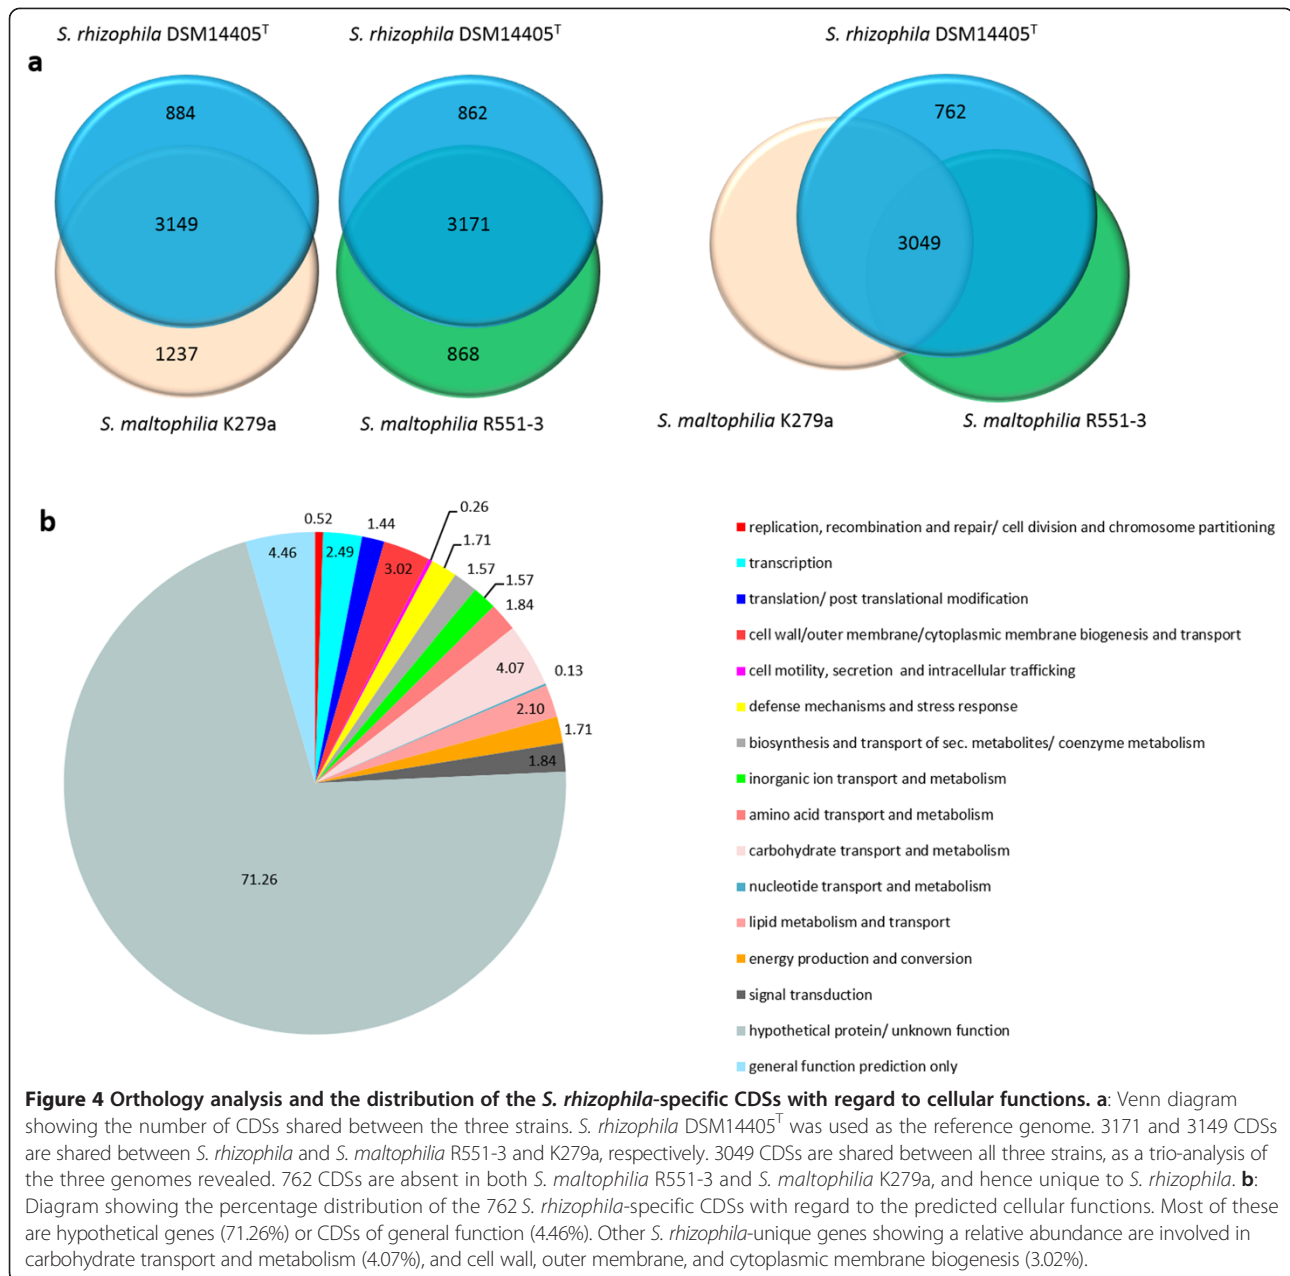 S. rhizophila DSM14405T
S. rhizophila DSM14405T
S. rhizophila DSM14405T
a
884
862
762
3149
3171
3049
1237
868
S. maltophilia K279a
S. maltophilia R551-3
S. maltophilia K279a
S. maltophilia R551-3
b
0.52
2.49
1.44
3.02
0.26
1.71
1.57
1.57
1.84
4.07
0.13
2.10
1.71
1.84
71.26
4.46
replication, recombination and repair/ cell division and chromosome partitioning
transcription
translation/ post translational modification
cell wall/outer membrane/cytoplasmic membrane biogenesis and transport
cell motility, secretion and intracellular trafficking
defense mechanisms and stress response
biosynthesis and transport of sec. metabolites/ coenzyme metabolism
inorganic ion transport and metabolism
amino acid transport and metabolism
carbohydrate transport and metabolism
nucleotide transport and metabolism
lipid metabolism and transport
energy production and conversion
signal transduction
hypothetical protein/ unknown function
general function prediction only
Figure 4 Orthology analysis and the distribution of the S. rhizophila-specific CDSs with regard to cellular functions. a: Venn diagram
showing the number of CDSs shared between the three strains. S. rhizophila DSM14405T was used as the reference genome. 3171 and 3149 CDSs
are shared between S. rhizophila and S. maltophilia R551-3 and K279a, respectively. 3049 CDSs are shared between all three strains, as a trio-analysis of
the three genomes revealed. 762 CDSs are absent in both S. maltophilia R551-3 and S. maltophilia K279a, and hence unique to S. rhizophila. b:
Diagram showing the percentage distribution of the 762 S. rhizophila-specific CDSs with regard to the predicted cellular functions. Most of these
are hypothetical genes (71.26%) or CDSs of general function (4.46%). Other S. rhizophila-unique genes showing a relative abundance are involved in
carbohydrate transport and metabolism (4.07%), and cell wall, outer membrane, and cytoplasmic membrane biogenesis (3.02%).